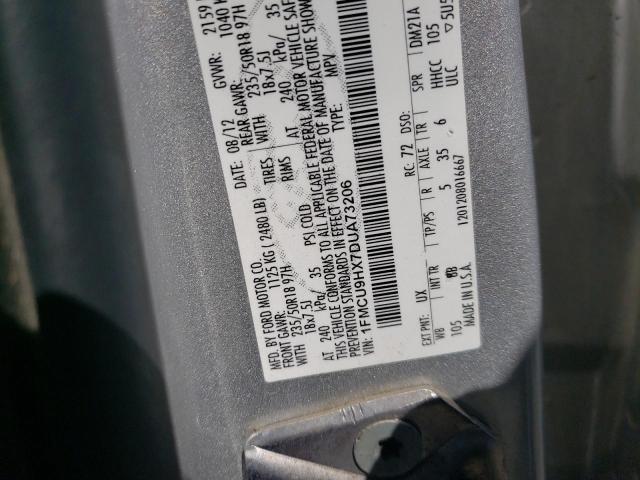 MFD. BY FORD MOTOR CO.
DATE: 08/12 GVWR: 2159
FRONT GAWR: 1125 KG ( 2480 LB) REAR GAWR: 1040 K
WITH 235/50R18 97H TIRES WITH 235/50R18 97H
18x7.5J RIMS 18x7.5J
AT 240 kPa/ 35 PSI COLD AT 240 kPa/ 35
THIS VEHICLE CONFORMS TO ALL APPLICABLE FEDERAL MOTOR VEHICLE SAF
PREVENTION STANDARDS IN EFFECT ON THE DATE OF MANUFACTURE SHOWN
VIN: 1FMCU9HX7DUA73206
TYPE: MPV
EXT PNT: UX RC: 72 DSO:
WB INT TR TP/PS R AXLE TR SPR DM21A
105 BB 5 35 6 HHCC 105
ULC ▽5U5
MADE IN U.S.A. 1201208016667